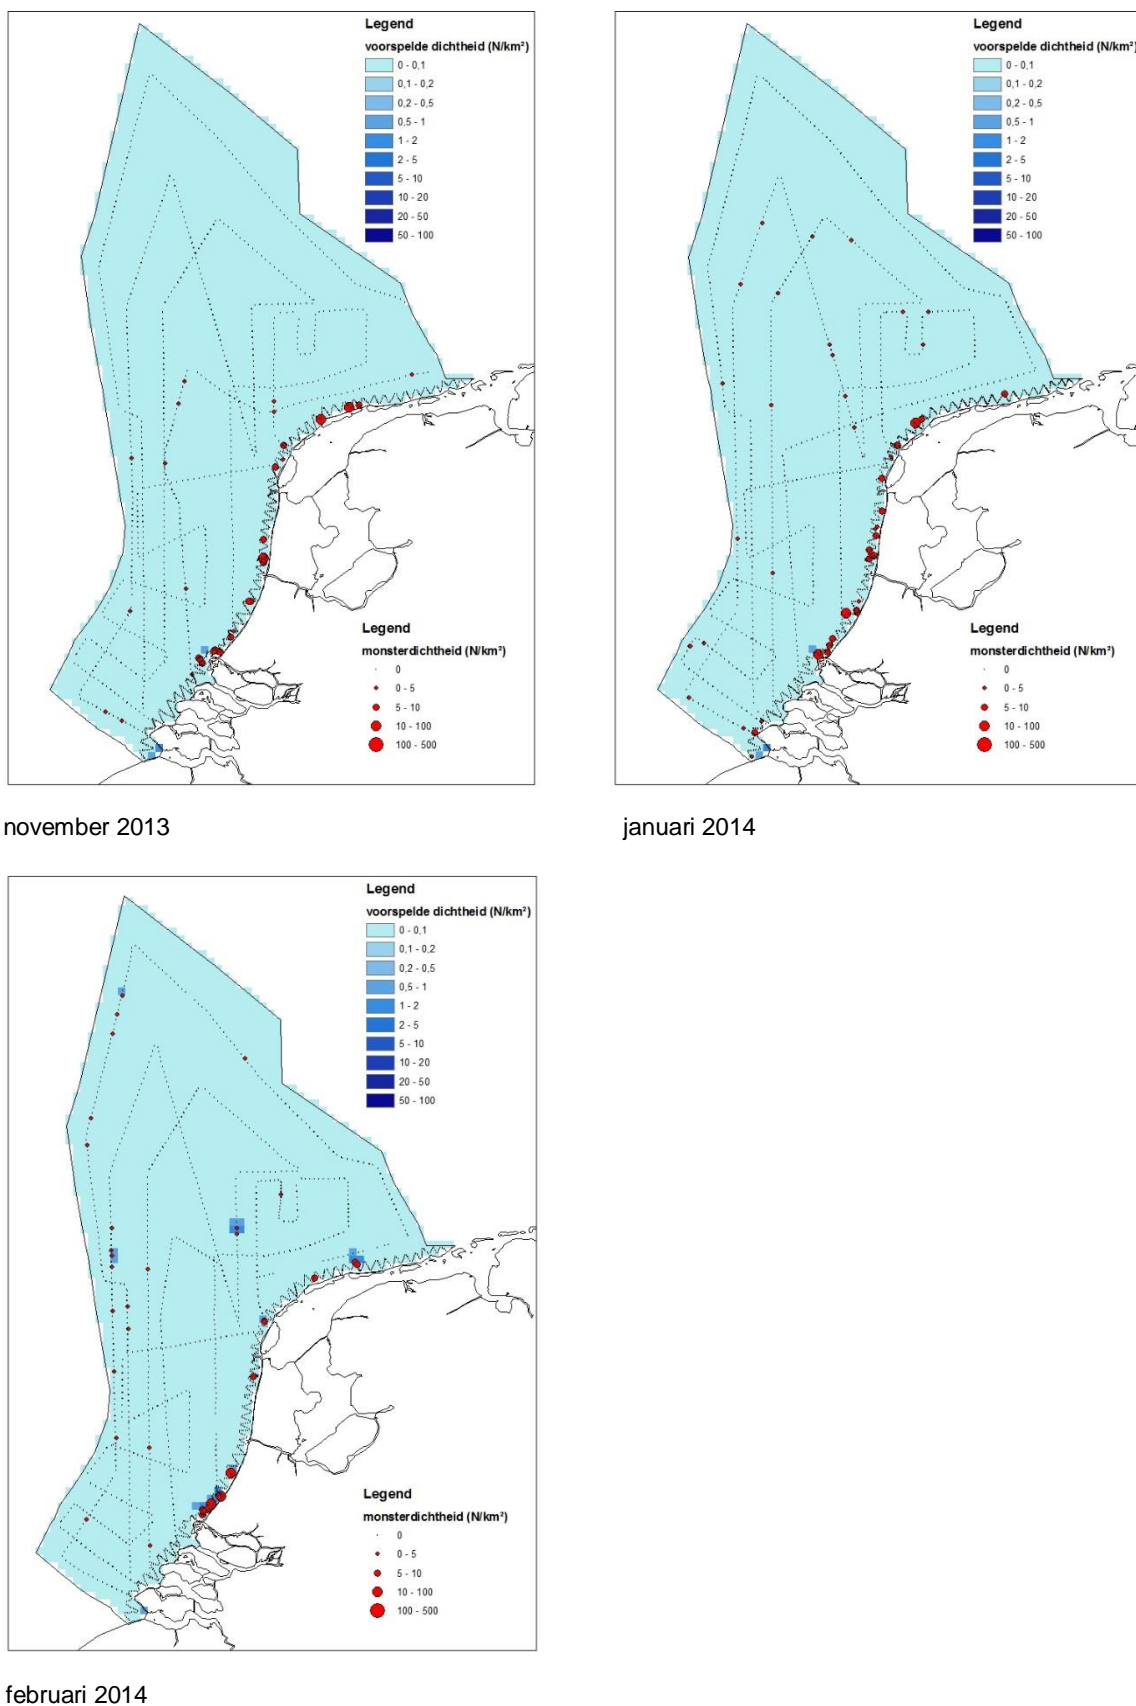 Legend
voorspelde dichtheid (N/km²)
0 - 0,1
0,1 - 0,2
0,2 - 0,5
0,5 - 1
1 - 2
2 - 5
5 - 10
10 - 20
20 - 50
50 - 100
Legend
monsterdichtheid (N/km²)
0
0 - 5
5 - 10
10 - 100
100 - 500
november 2013
Legend
voorspelde dichtheid (N/km²)
0 - 0,1
0,1 - 0,2
0,2 - 0,5
0,5 - 1
1 - 2
2 - 5
5 - 10
10 - 20
20 - 50
50 - 100
Legend
monsterdichtheid (N/km²)
0
0 - 5
5 - 10
10 - 100
100 - 500
januari 2014
Legend
voorspelde dichtheid (N/km²)
0 - 0,1
0,1 - 0,2
0,2 - 0,5
0,5 - 1
1 - 2
2 - 5
5 - 10
10 - 20
20 - 50
50 - 100
Legend
monsterdichtheid (N/km²)
0
0 - 5
5 - 10
10 - 100
100 - 500
februari 2014